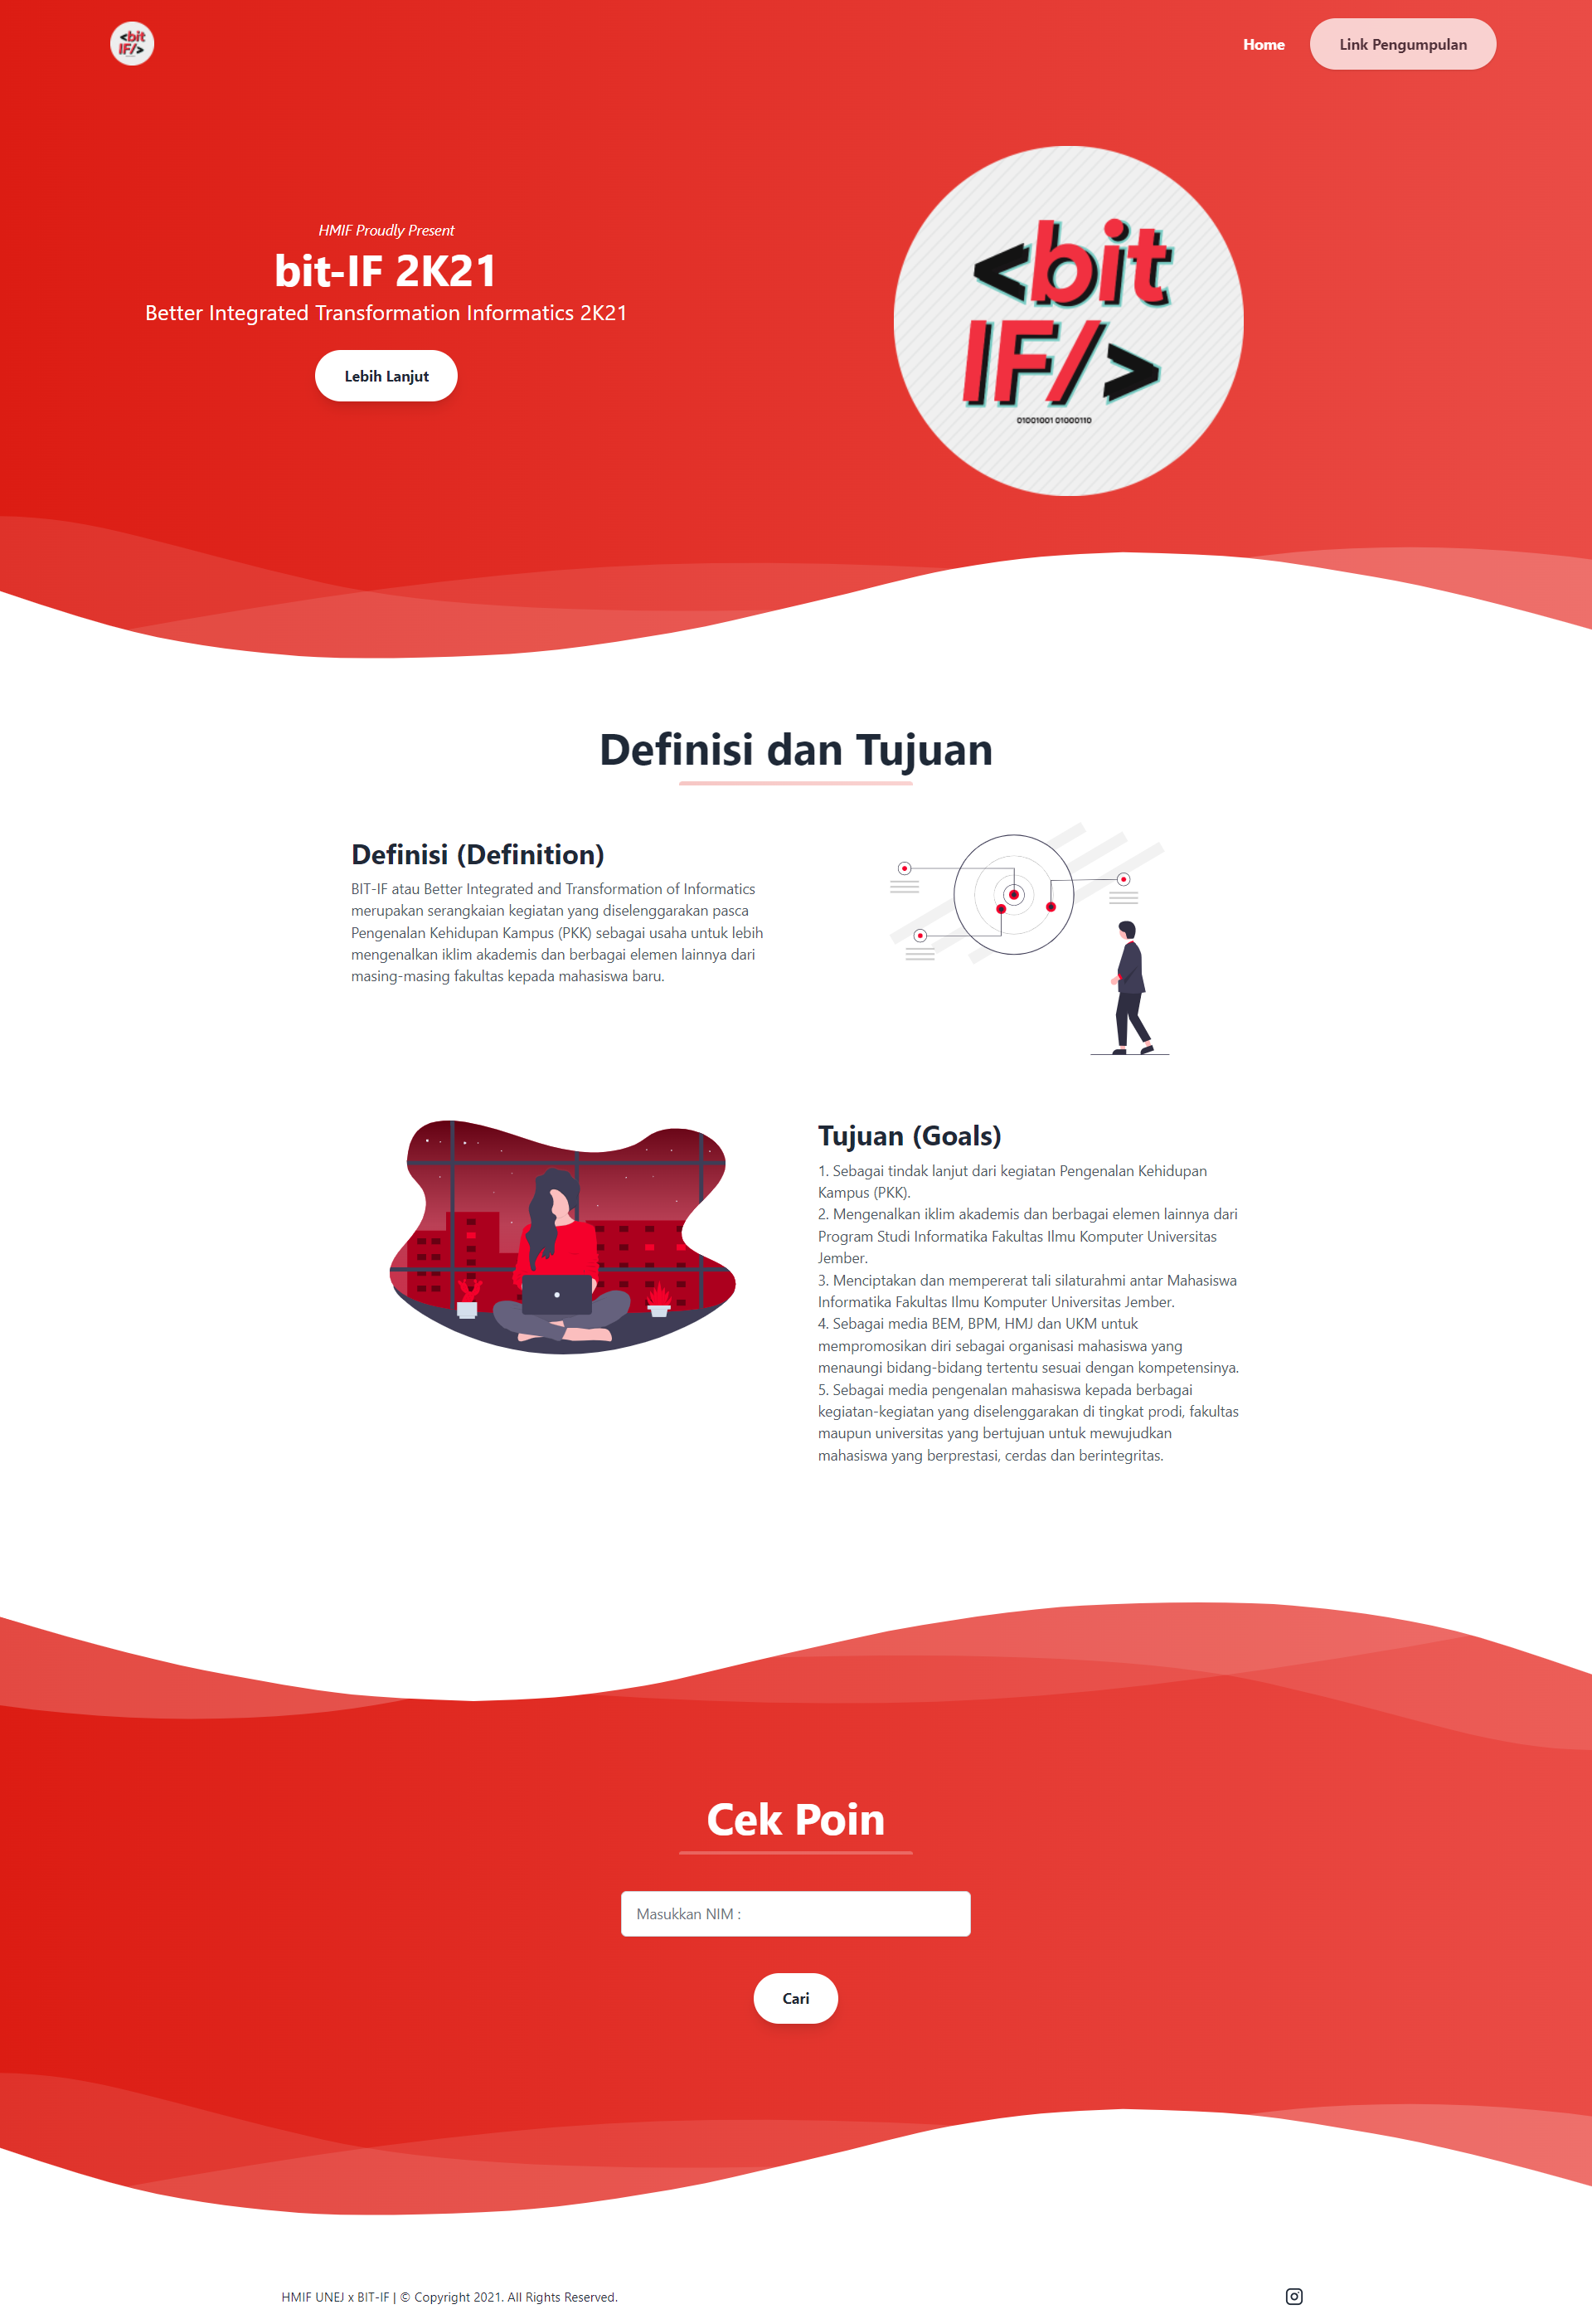 <bit
IF/>
Home
Link Pengumpulan
HMIF Proudly Present
bit-IF 2K21
Better Integrated Transformation Informatics 2K21
Lebih Lanjut
<bit
IF/>
01001001 01000110
Definisi dan Tujuan
Definisi (Definition)
BIT-IF atau Better Integrated and Transformation of Informatics
merupakan serangkaian kegiatan yang diselenggarakan pasca
Pengenalan Kehidupan Kampus (PKK) sebagai usaha untuk lebih
mengenalkan iklim akademis dan berbagai elemen lainnya dari
masing-masing fakultas kepada mahasiswa baru.
Tujuan (Goals)
1. Sebagai tindak lanjut dari kegiatan Pengenalan Kehidupan
Kampus (PKK).
2. Mengenalkan iklim akademis dan berbagai elemen lainnya dari
Program Studi Informatika Fakultas Ilmu Komputer Universitas
Jember.
3. Menciptakan dan mempererat tali silaturahmi antar Mahasiswa
Informatika Fakultas Ilmu Komputer Universitas Jember.
4. Sebagai media BEM, BPM, HMJ dan UKM untuk
mempromosikan diri sebagai organisasi mahasiswa yang
menaungi bidang-bidang tertentu sesuai dengan kompetensinya.
5. Sebagai media pengenalan mahasiswa kepada berbagai
kegiatan-kegiatan yang diselenggarakan di tingkat prodi, fakultas
maupun universitas yang bertujuan untuk mewujudkan
mahasiswa yang berprestasi, cerdas dan berintegritas.
Cek Poin
Masukkan NIM :
Cari
HMIF UNEJ x BIT-IF | © Copyright 2021. All Rights Reserved.